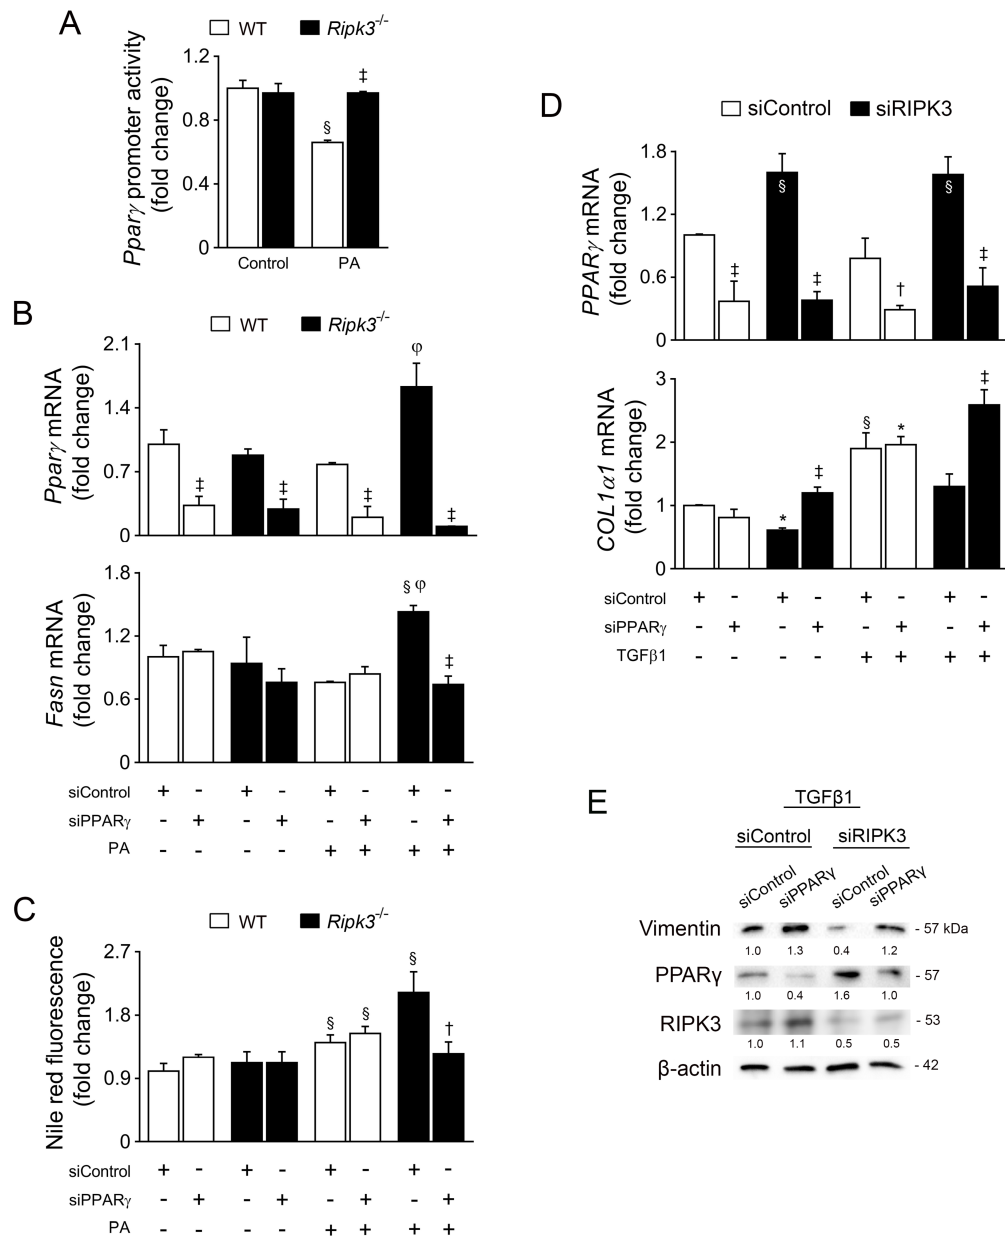 A
WT Ripk3-/-
Pparγ promoter activity
(fold change)
1.2
0.8
0.4
0
§
‡
Control PA
B
WT Ripk3-/-
Pparγ mRNA
(fold change)
2.1
1.4
0.7
0
‡ ‡ ‡ φ ‡
Fasn mRNA
(fold change)
1.8
1.2
0.6
0
§ φ ‡
siControl + - + - + - + -
siPPARγ - + - + - + - +
PA - - - - + + + +
C
WT Ripk3-/-
Nile red fluorescence
(fold change)
2.7
1.8
0.9
0
§ § § †
siControl + - + - + - + -
siPPARγ - + - + - + - +
PA - - - - + + + +
D
siControl siRIPK3
PPARγ mRNA
(fold change)
1.8
1.2
0.6
0
‡ § ‡ † § ‡
COL1α1 mRNA
(fold change)
3
2
1
0
* ‡ § * ‡
siControl + - + - + - + -
siPPARγ - + - + - + - +
TGFβ1 - - - - + + + +
E
TGFβ1
siControl siRIPK3
siControl siPPARγ siControl siPPARγ
Vimentin - 57 kDa
1.0 1.3 0.4 1.2
PPARγ - 57
1.0 0.4 1.6 1.0
RIPK3 - 53
1.0 1.1 0.5 0.5
β-actin - 42